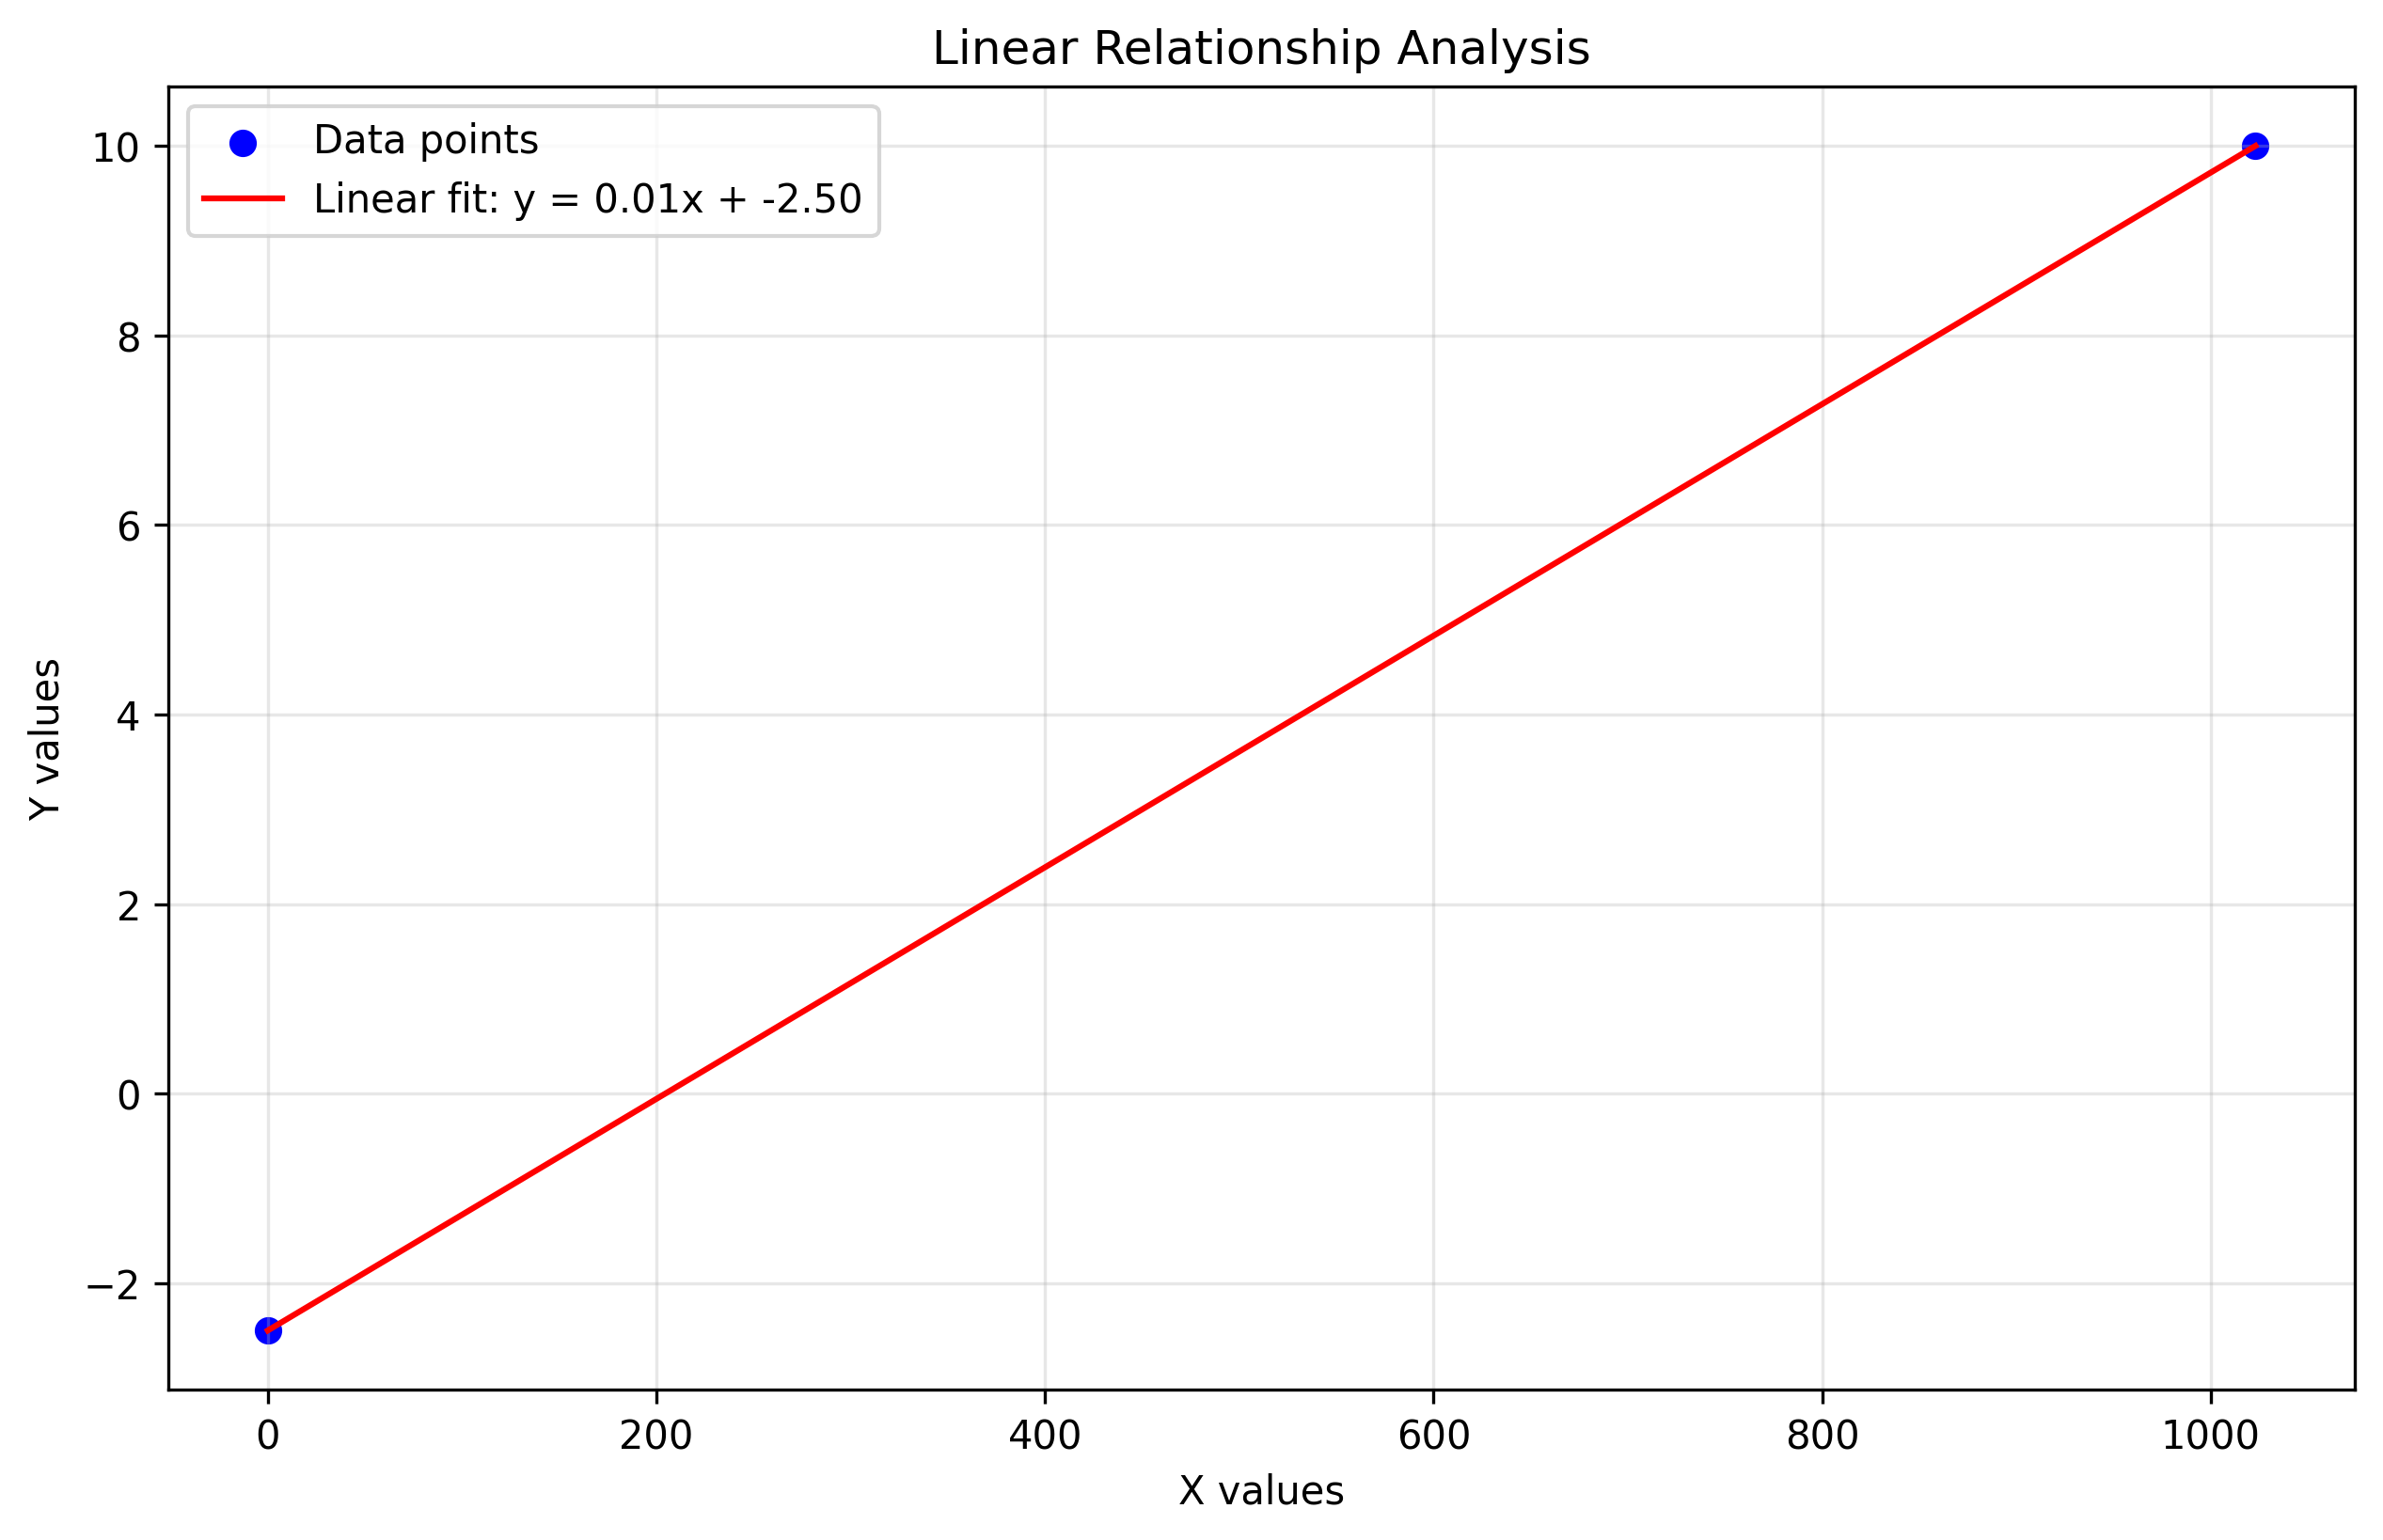 Linear Relationship Analysis
Data points
Linear fit: y = 0.01x + -2.50
10
8
6
4
2
0
−2
Y values
0 200 400 600 800 1000
X values